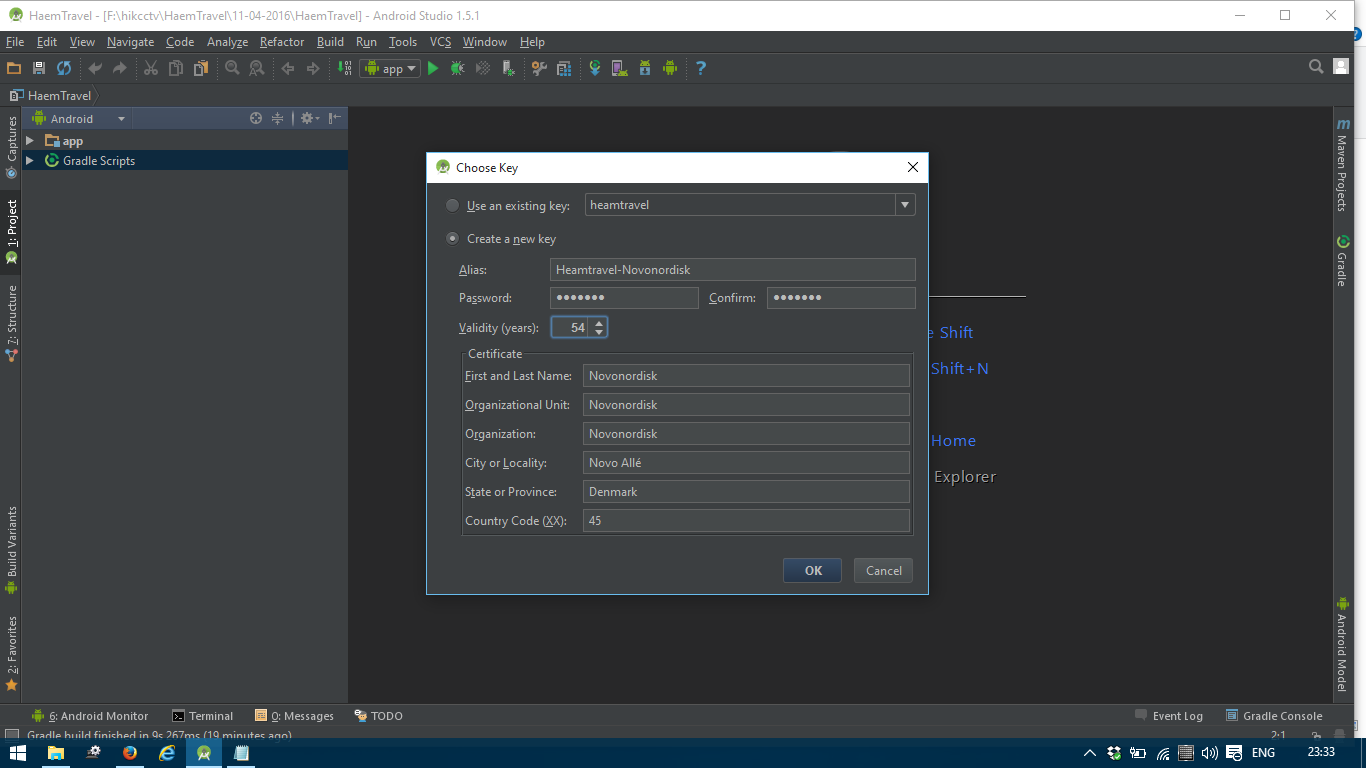 HaemTravel - [F:\hikcctv\HaemTravel\11-04-2016\HaemTravel] - Android Studio 1.5.1
File Edit View Navigate Code Analyze Refactor Build Run Tools VCS Window Help
app
HaemTravel
Android
app
Gradle Scripts
Captures
1: Project
7: Structure
Build Variants
2: Favorites
Choose Key
Use an existing key: heamtravel
Create a new key
Alias: Heamtravel-Novonordisk
Password: ••••••• Confirm: •••••••
Validity (years): 54
Certificate
First and Last Name: Novonordisk
Organizational Unit: Novonordisk
Organization: Novonordisk
City or Locality: Novo Allé
State or Province: Denmark
Country Code (XX): 45
OK Cancel
Shift
Shift+N
Home
Explorer
m Maven Projects
Gradle
Android Model
6: Android Monitor Terminal 0: Messages TODO Event Log Gradle Console
Gradle build finished in 9s 267ms (19 minutes ago) 2:1
ENG 23:33